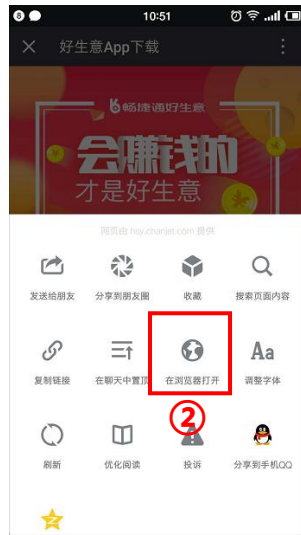 10:51
好生意App下载
畅捷通好生意
会赚钱的
才是好生意
网页由 hsy.chanjet.com 提供
发送给朋友
分享到朋友圈
收藏
搜索页面内容
复制链接
在聊天中置顶
在浏览器打开
Aa
调整字体
②
刷新
优化阅读
投诉
分享到手机QQ